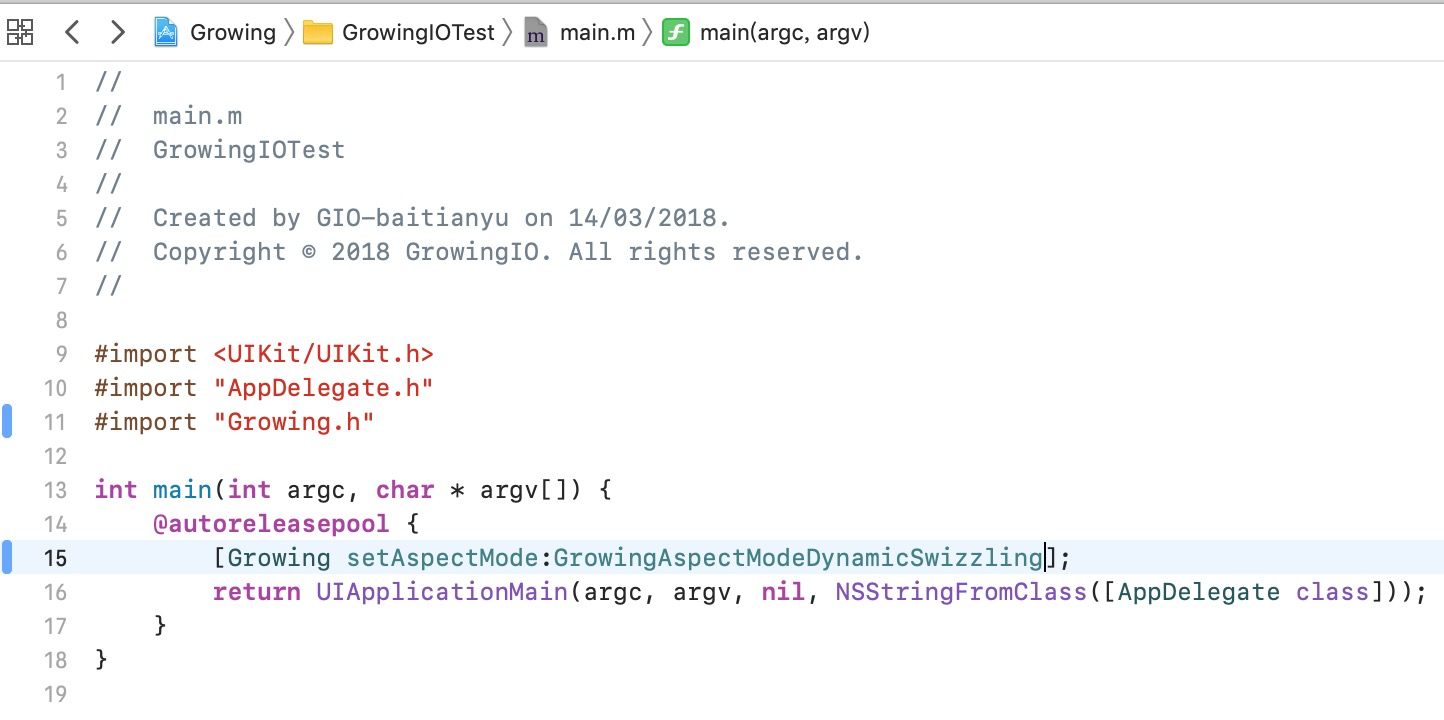 Growing GrowingIOTest m main.m f main(argc, argv)
1 //
2 //  main.m
3 //  GrowingIOTest
4 //
5 //  Created by GIO-baitianyu on 14/03/2018.
6 //  Copyright © 2018 GrowingIO. All rights reserved.
7 //
8
9 #import <UIKit/UIKit.h>
10 #import "AppDelegate.h"
11 #import "Growing.h"
12
13 int main(int argc, char * argv[]) {
14     @autoreleasepool {
15         [Growing setAspectMode:GrowingAspectModeDynamicSwizzling];
16         return UIApplicationMain(argc, argv, nil, NSStringFromClass([AppDelegate class]));
17     }
18 }
19